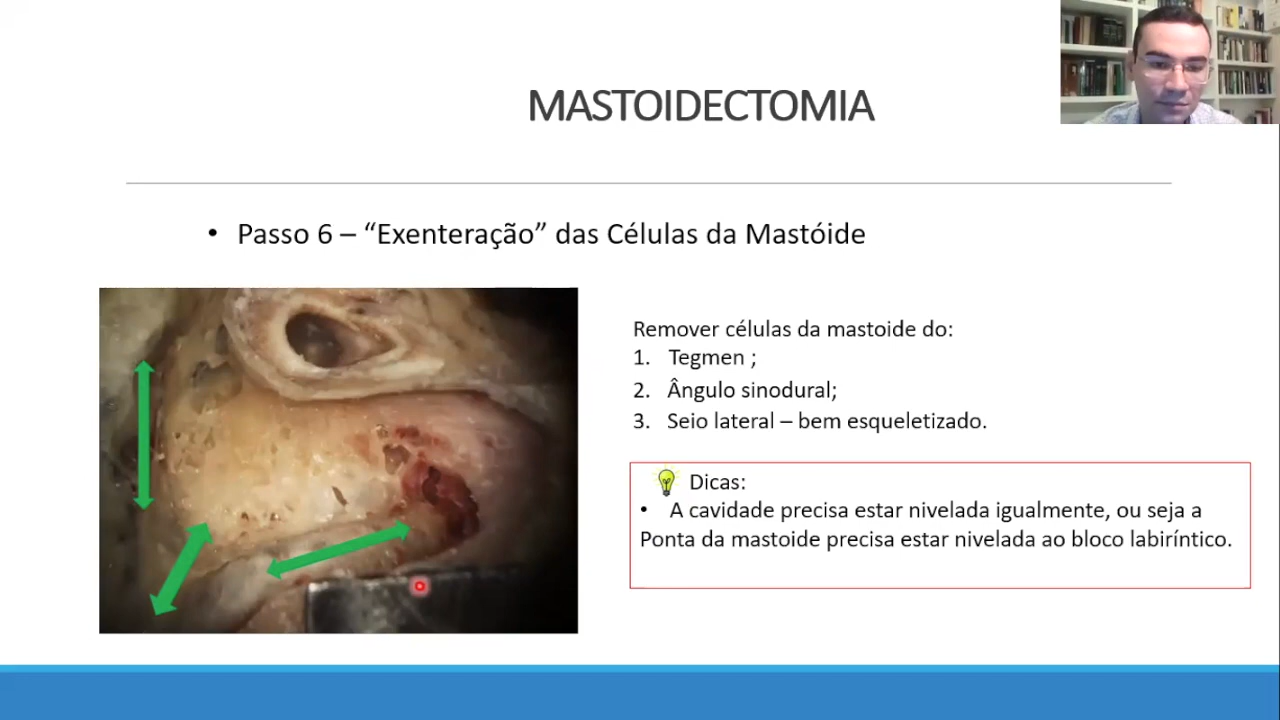 MASTOIDECTOMIA
• Passo 6 – “Exenteração” das Células da Mastóide
Remover células da mastoide do:
1. Tegmen ;
2. Ângulo sinodural;
3. Seio lateral – bem esqueletizado.
Dicas:
• A cavidade precisa estar nivelada igualmente, ou seja a
Ponta da mastoide precisa estar nivelada ao bloco labiríntico.